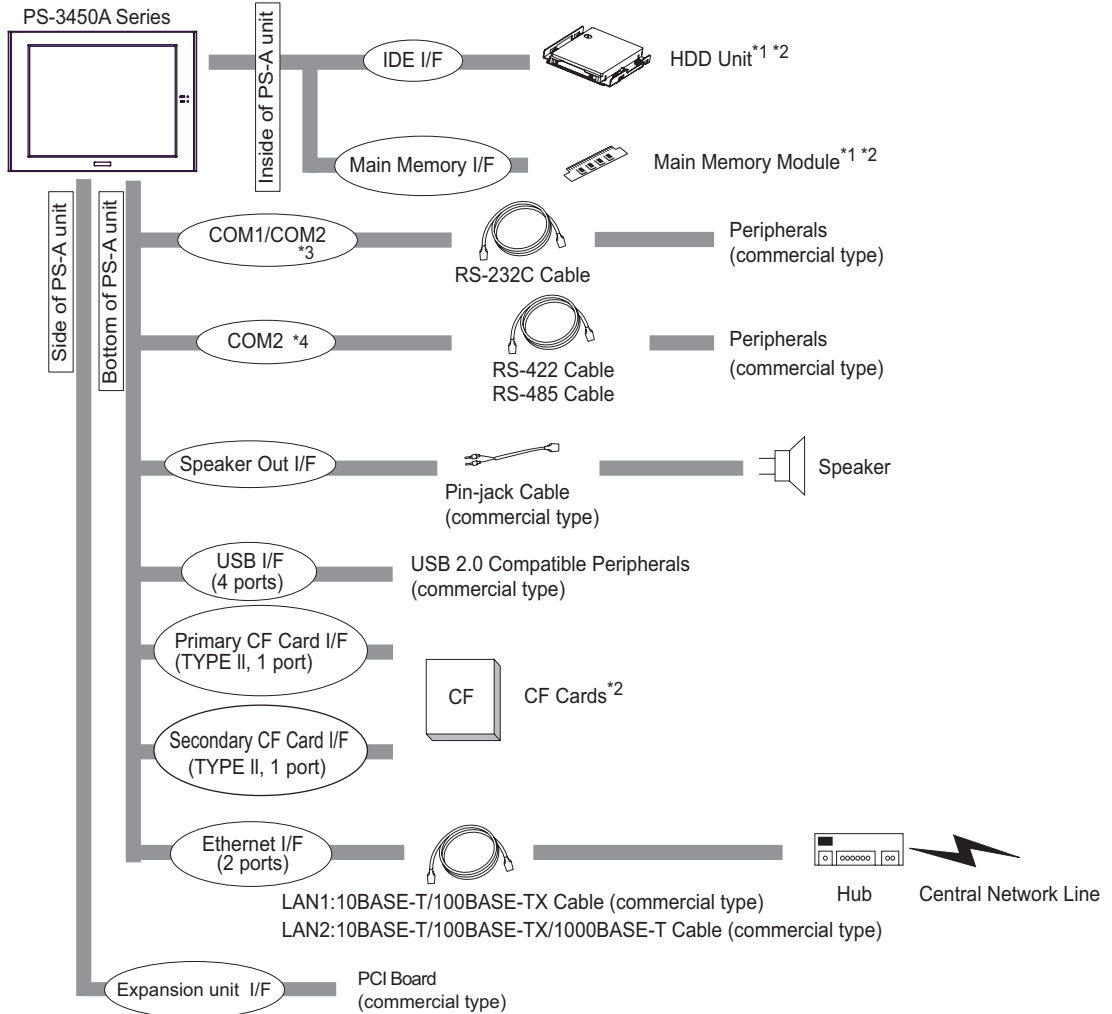 PS-3450A Series
Inside of PS-A unit
IDE I/F
HDD Unit*1 *2
Main Memory I/F
Main Memory Module*1 *2
Side of PS-A unit
Bottom of PS-A unit
COM1/COM2
*3
RS-232C Cable
Peripherals
(commercial type)
COM2 *4
RS-422 Cable
RS-485 Cable
Peripherals
(commercial type)
Speaker Out I/F
Pin-jack Cable
(commercial type)
Speaker
USB I/F
(4 ports)
USB 2.0 Compatible Peripherals
(commercial type)
Primary CF Card I/F
(TYPE II, 1 port)
CF
CF Cards*2
Secondary CF Card I/F
(TYPE II, 1 port)
Ethernet I/F
(2 ports)
LAN1:10BASE-T/100BASE-TX Cable (commercial type)
LAN2:10BASE-T/100BASE-TX/1000BASE-T Cable (commercial type)
Hub
Central Network Line
Expansion unit I/F
PCI Board
(commercial type)